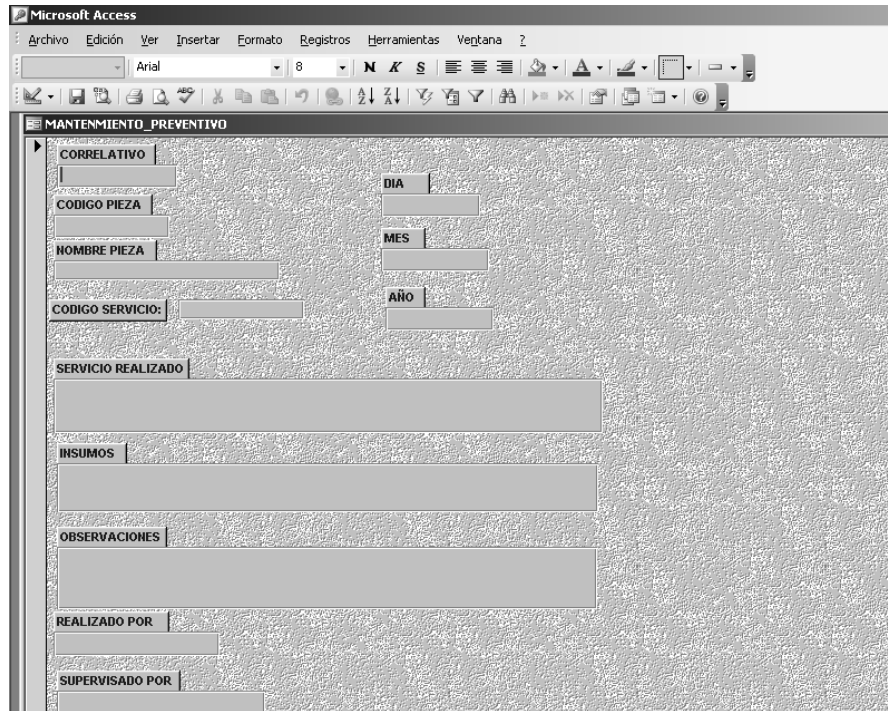 Microsoft Access
Archivo Edición Ver Insertar Formato Registros Herramientas Ventana ?
Arial 8 N K S
MANTENMIENTO_PREVENTIVO
CORRELATIVO
DIA
CODIGO PIEZA
MES
NOMBRE PIEZA
AÑO
CODIGO SERVICIO:
SERVICIO REALIZADO
INSUMOS
OBSERVACIONES
REALIZADO POR
SUPERVISADO POR